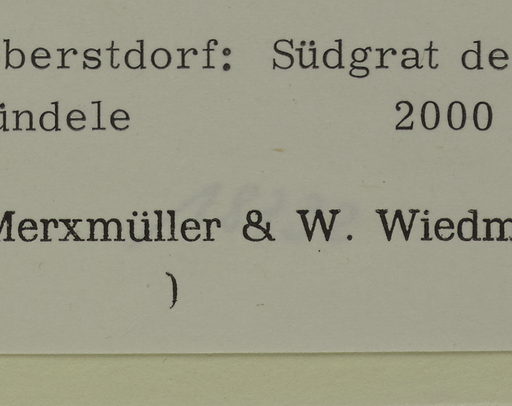 berstdorf: Südgrat de
ündele 2000
Merxmüller & W. Wiedm
)